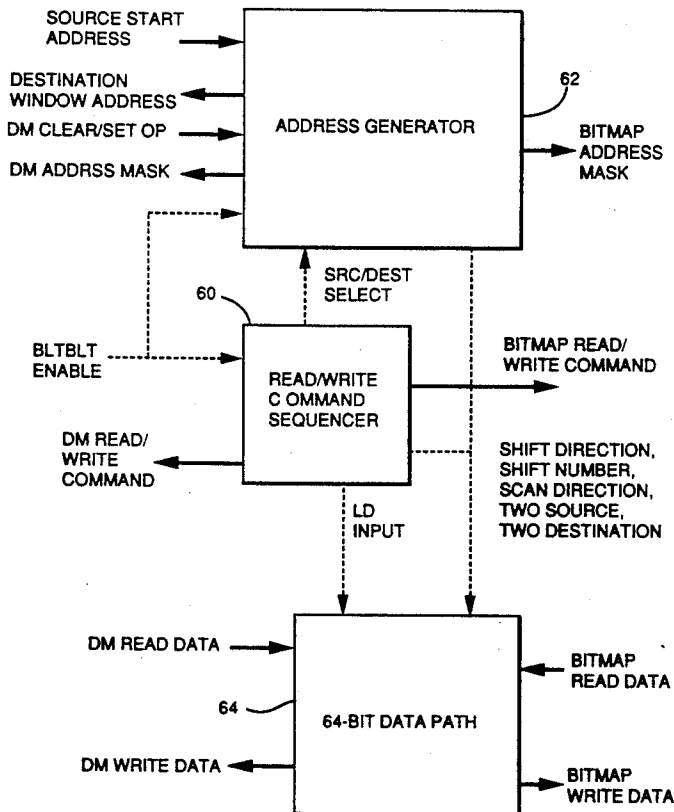 SOURCE START
ADDRESS
DESTINATION
WINDOW ADDRESS
DM CLEAR/SET OP
DM ADDRSS MASK
ADDRESS GENERATOR
62
BITMAP
ADDRESS
MASK
SRC/DEST
SELECT
60
BLTBLT
ENABLE
READ/WRITE
C OMMAND
SEQUENCER
BITMAP READ/
WRITE COMMAND
DM READ/
WRITE
COMMAND
LD
INPUT
SHIFT DIRECTION,
SHIFT NUMBER,
SCAN DIRECTION,
TWO SOURCE,
TWO DESTINATION
DM READ DATA
64
64-BIT DATA PATH
DM WRITE DATA
BITMAP
READ DATA
BITMAP
WRITE DATA